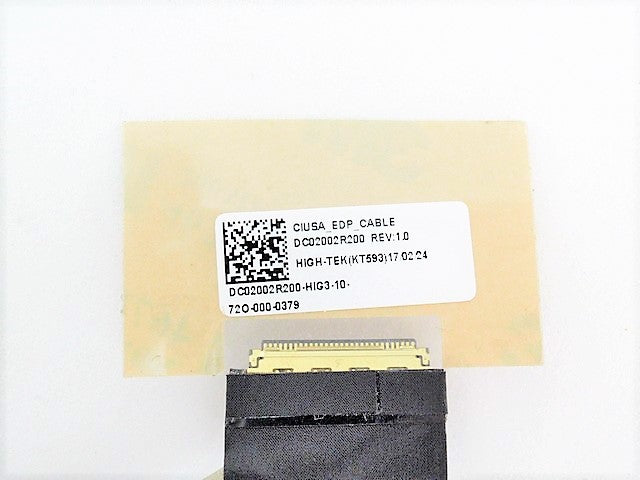 CIUSA_EDP_CABLE
DC02002R200 REV:1.0
HIGH-TEK(KT593)17 02 24
DC02002R200-HIG3-10-
72O-000-0379